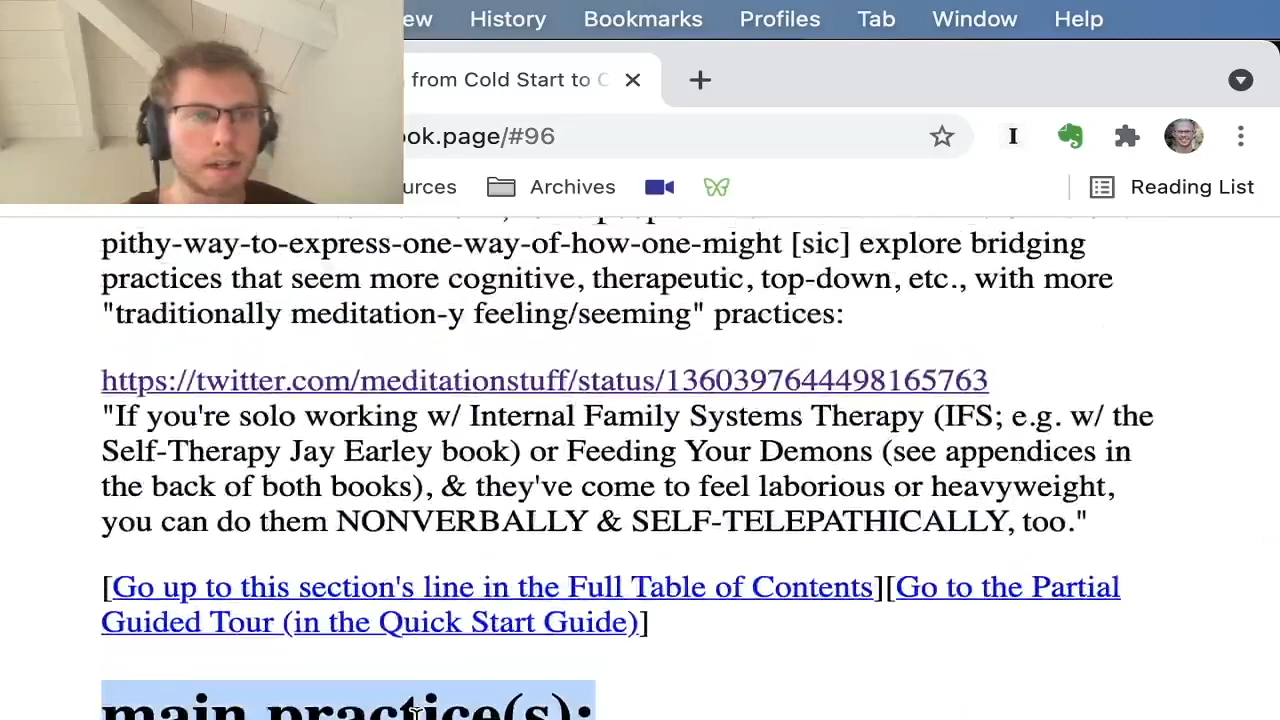 History Bookmarks Profiles Tab Window Help
from Cold Start to
ook.page/#96
urces Archives Reading List
pithy-way-to-express-one-way-of-how-one-might [sic] explore bridging
practices that seem more cognitive, therapeutic, top-down, etc., with more
"traditionally meditation-y feeling/seeming" practices:
https://twitter.com/meditationstuff/status/1360397644498165763
"If you're solo working w/ Internal Family Systems Therapy (IFS; e.g. w/ the
Self-Therapy Jay Earley book) or Feeding Your Demons (see appendices in
the back of both books), & they've come to feel laborious or heavyweight,
you can do them NONVERBALLY & SELF-TELEPATHICALLY, too."
[Go up to this section's line in the Full Table of Contents][Go to the Partial
Guided Tour (in the Quick Start Guide)]
main practice(s):